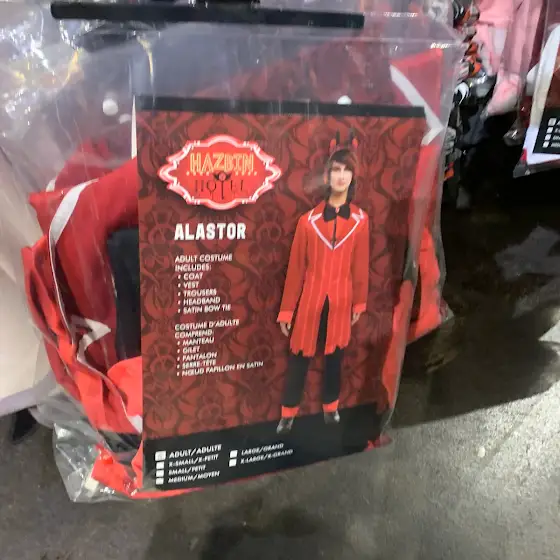 HAZBIN
HOTEL
ALASTOR
ADULT COSTUME
INCLUDES:
• COAT
• VEST
• TROUSERS
• HEADBAND
• SATIN BOW TIE
COSTUME D'ADULTE
COMPREND:
• MANTEAU
• GILET
• PANTALON
• SERRE-TÊTE
• NŒUD PAPILLON EN SATIN
ADULT/ADULTE
X-SMALL/X-PETIT
SMALL/PETIT
MEDIUM/MOYEN
LARGE/GRAND
X-LARGE/X-GRAND